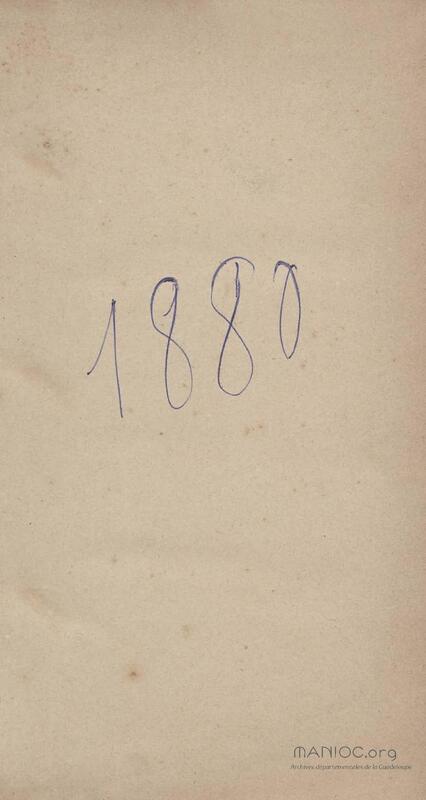 1880
MANIOC.org
Archives départementales de la Guadeloupe